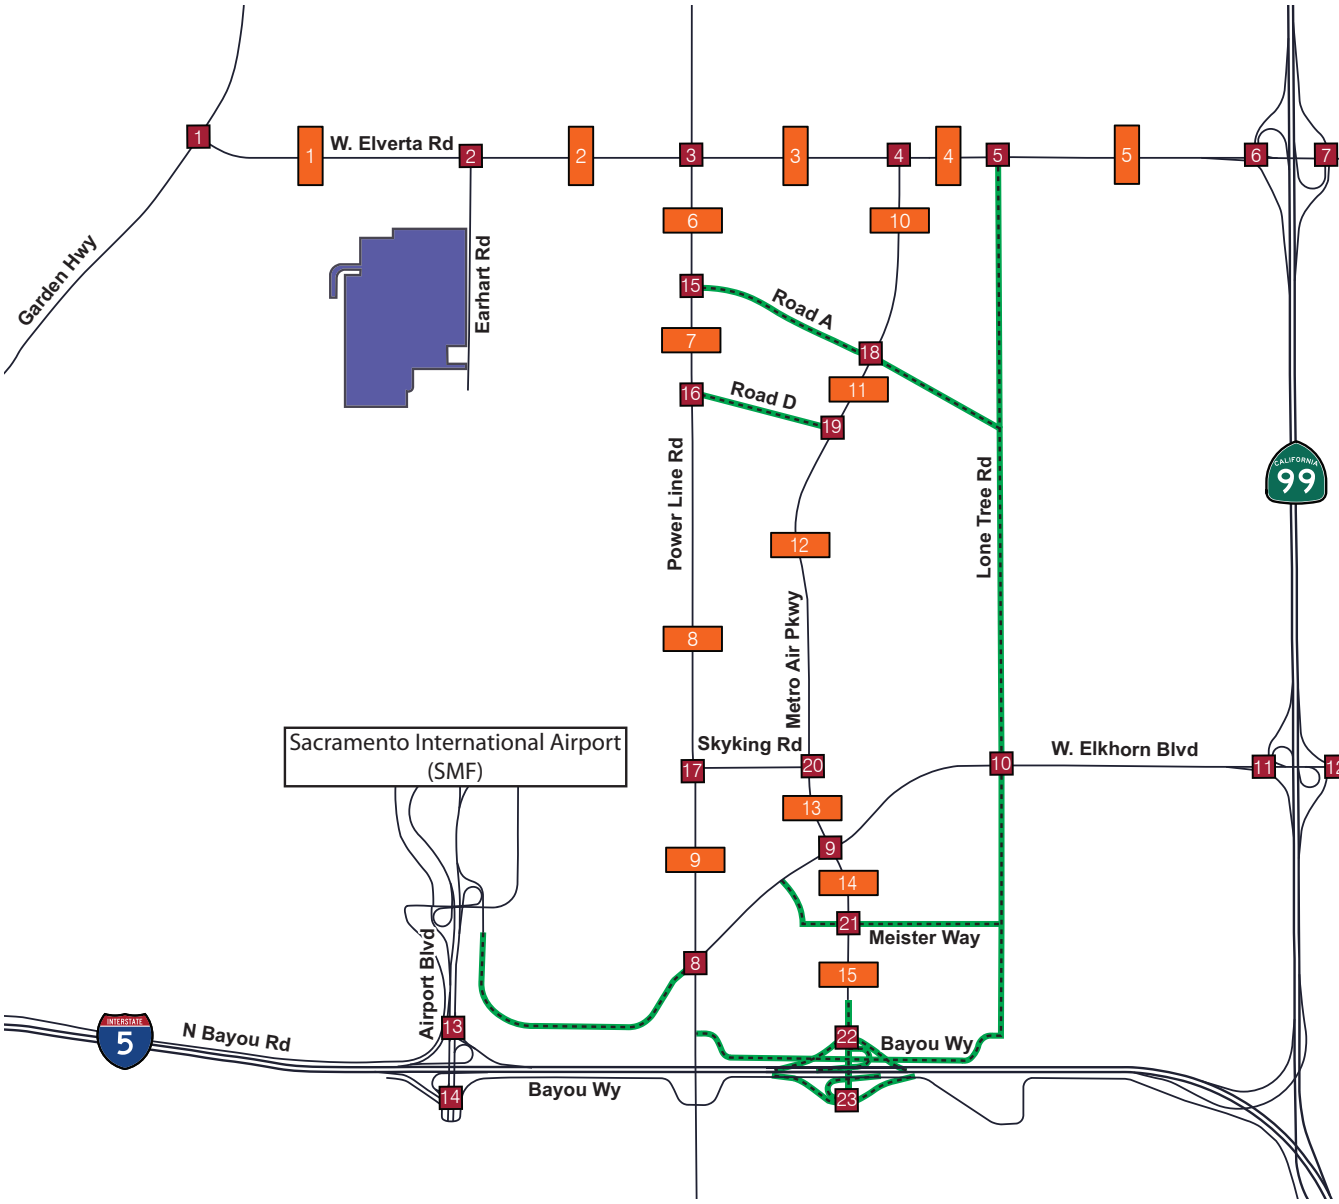 1
1
W. Elverta Rd
2
2
3
3
4
4
5
5
6
7
6
10
Garden Hwy
Earhart Rd
15
Road A
7
18
16
Road D
11
19
Power Line Rd
Lone Tree Rd
CALIFORNIA
99
12
8
Metro Air Pkwy
Sacramento International Airport
(SMF)
Skyking Rd
17
20
10
W. Elkhorn Blvd
11
12
13
9
9
14
21
Meister Way
8
15
Airport Blvd
INTERSTATE
5
N Bayou Rd
13
22
Bayou Wy
14
Bayou Wy
23